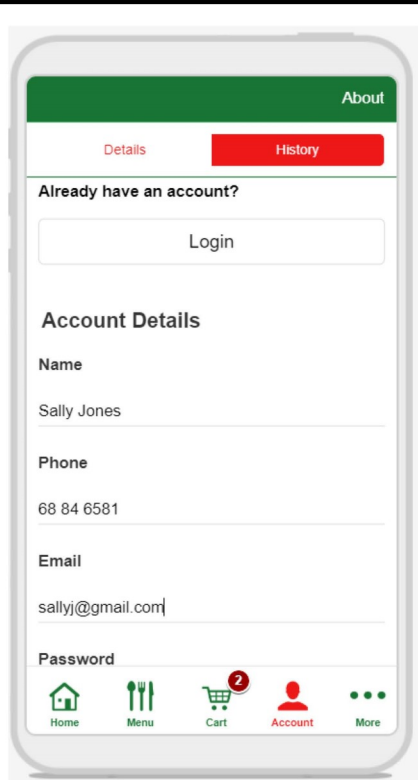 About
Details History
Already have an account?
Login
Account Details
Name
Sally Jones
Phone
68 84 6581
Email
sallyj@gmail.com
Password
2
Home Menu Cart Account More